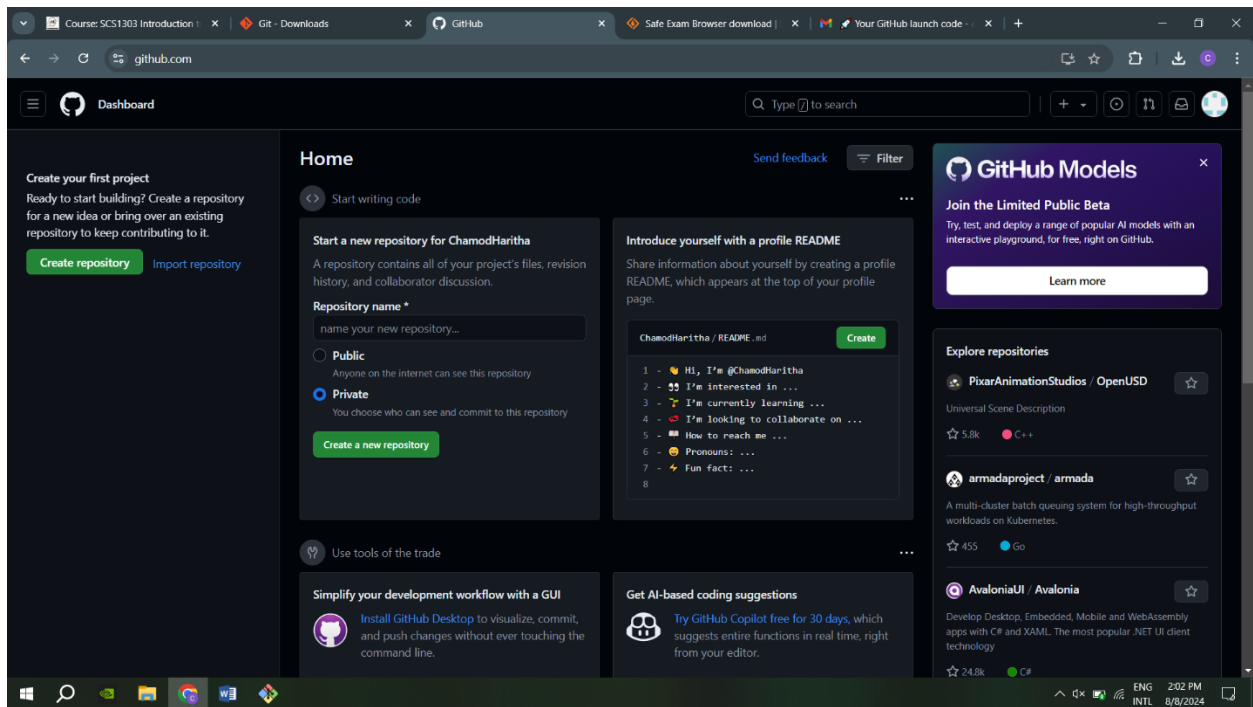 Course: SCS1303 Introduction t
Git - Downloads
GitHub
Safe Exam Browser download |
Your GitHub launch code -
github.com
C
Dashboard
Type / to search
Create your first project
Ready to start building? Create a repository
for a new idea or bring over an existing
repository to keep contributing to it.
Create repository
Import repository
Home
Send feedback
Filter
Start writing code
Start a new repository for ChamodHaritha
A repository contains all of your project's files, revision
history, and collaborator discussion.
Repository name *
name your new repository...
Public
Anyone on the internet can see this repository
Private
You choose who can see and commit to this repository
Create a new repository
Introduce yourself with a profile README
Share information about yourself by creating a profile
README, which appears at the top of your profile
page.
ChamodHaritha / README.md
Create
1 - 👋 Hi, I'm @ChamodHaritha
2 - 👀 I'm interested in ...
3 - 🌱 I'm currently learning ...
4 - 💞️ I'm looking to collaborate on ...
5 - 📫 How to reach me ...
6 - 😄 Pronouns: ...
7 - ⚡ Fun fact: ...
8
Use tools of the trade
Simplify your development workflow with a GUI
Install GitHub Desktop to visualize, commit,
and push changes without ever touching the
command line.
Get AI-based coding suggestions
Try GitHub Copilot free for 30 days, which
suggests entire functions in real time, right
from your editor.
GitHub Models
Join the Limited Public Beta
Try, test, and deploy a range of popular AI models with an
interactive playground, for free, right on GitHub.
Learn more
Explore repositories
PixarAnimationStudios / OpenUSD
Universal Scene Description
5.8k
C++
armadaproject / armada
A multi-cluster batch queuing system for high-throughput
workloads on Kubernetes.
455
Go
AvaloniaUI / Avalonia
Develop Desktop, Embedded, Mobile and WebAssembly
apps with C# and XAML. The most popular .NET UI client
technology
24.8k
C#
ENG
INTL
2:02 PM
8/8/2024